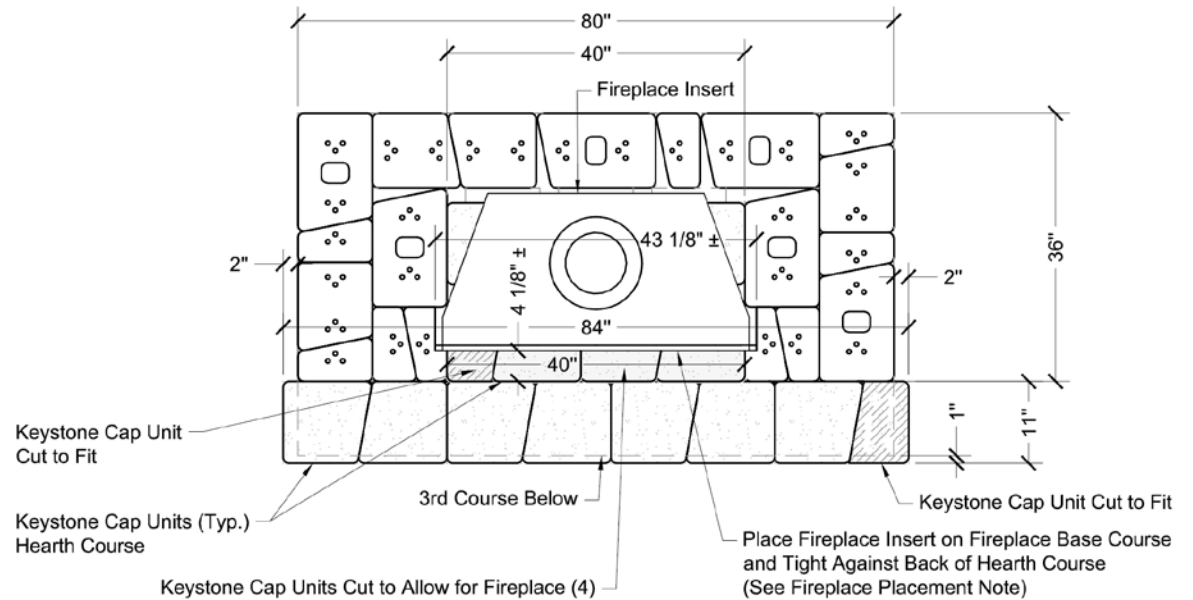 80"
40"
Fireplace Insert
36"
43 1/8" ±
4 1/8" ±
2"
2"
84"
40"
1"
11"
Keystone Cap Unit
Cut to Fit
3rd Course Below
Keystone Cap Unit Cut to Fit
Keystone Cap Units (Typ.)
Hearth Course
Place Fireplace Insert on Fireplace Base Course
and Tight Against Back of Hearth Course
(See Fireplace Placement Note)
Keystone Cap Units Cut to Allow for Fireplace (4)